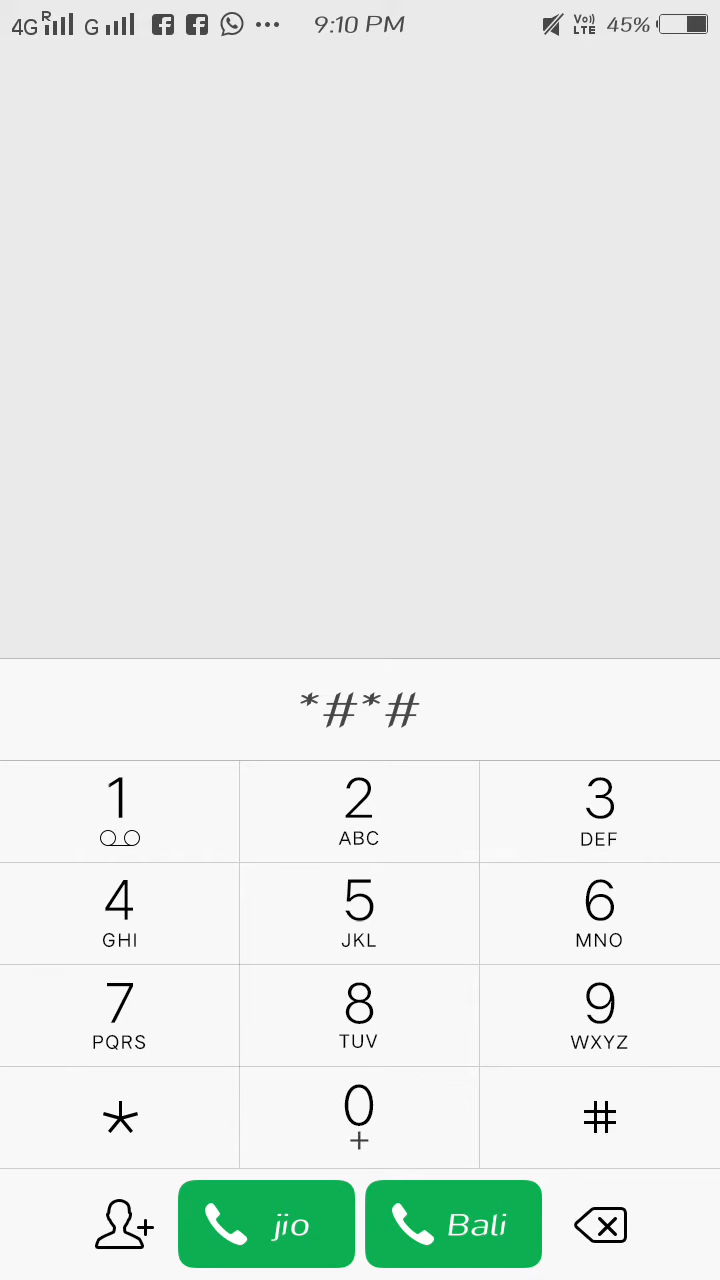 4G R G 9:10 PM Vo)) LTE 45%
*#*#
1 2 3
ABC DEF
4 5 6
GHI JKL MNO
7 8 9
PQRS TUV WXYZ
* 0 #
+
jio Bali